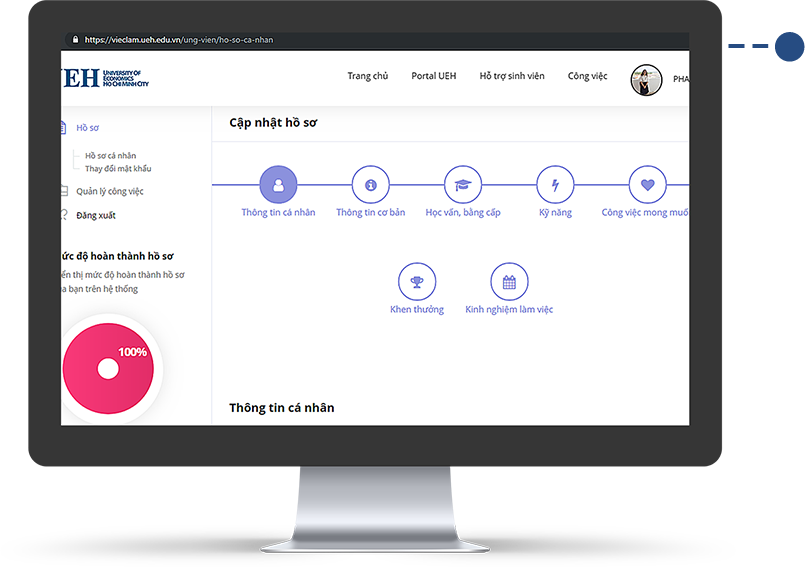 https://vieclam.ueh.edu.vn/ung-vien/ho-so-ca-nhan
UEH UNIVERSITY OF
ECONOMICS
HO CHI MINH CITY
Trang chủ Portal UEH Hỗ trợ sinh viên Công việc PHA
Hồ sơ
Hồ sơ cá nhân
Thay đổi mật khẩu
Quản lý công việc
Đăng xuất
ức độ hoàn thành hồ sơ
ển thị mức độ hoàn thành hồ sơ
ủa bạn trên hệ thống
100%
Cập nhật hồ sơ
Thông tin cá nhân Thông tin cơ bản Học vấn, bằng cấp Kỹ năng Công việc mong muố
Khen thưởng Kinh nghiệm làm việc
Thông tin cá nhân